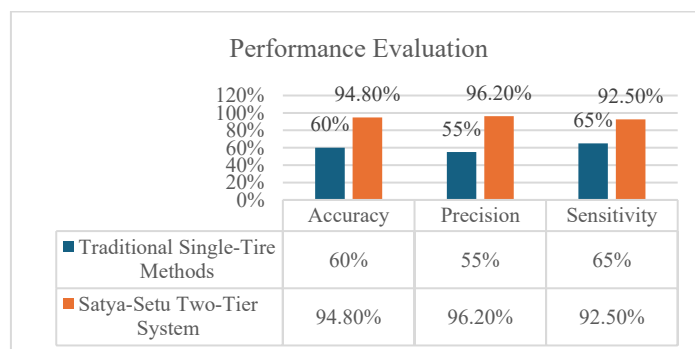 Performance Evaluation
120%
100%
80%
60%
40%
20%
0%
60%
94.80%
55%
96.20%
65%
92.50%
Accuracy Precision Sensitivity
Traditional Single-Tire
Methods
60% 55% 65%
Satya-Setu Two-Tier
System
94.80% 96.20% 92.50%